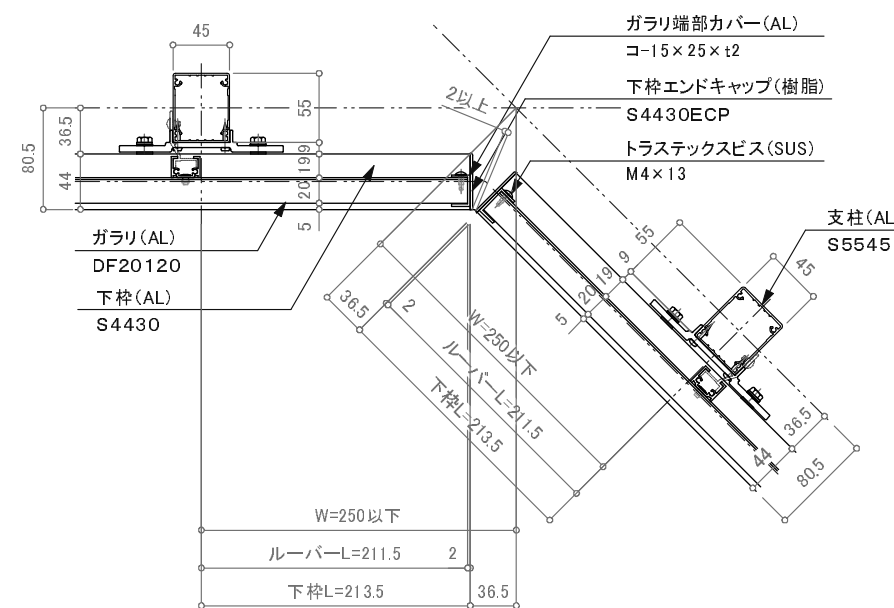 45
ガラリ端部カバー(AL)
コ-15×25×t2
下枠エンドキャップ(樹脂)
S4430ECP
トラステックスビス(SUS)
M4×13
支柱(AL
S5545
2以上
55
9
19
20
5
36.5
44
80.5
ガラリ(AL)
DF20120
下枠(AL)
S4430
55
9
19
20
5
45
36.5
44
80.5
36.5
2
W=250以下
ルーバーL=211.5
下枠L=213.5
W=250以下
ルーバーL=211.5 2
下枠L=213.5 36.5